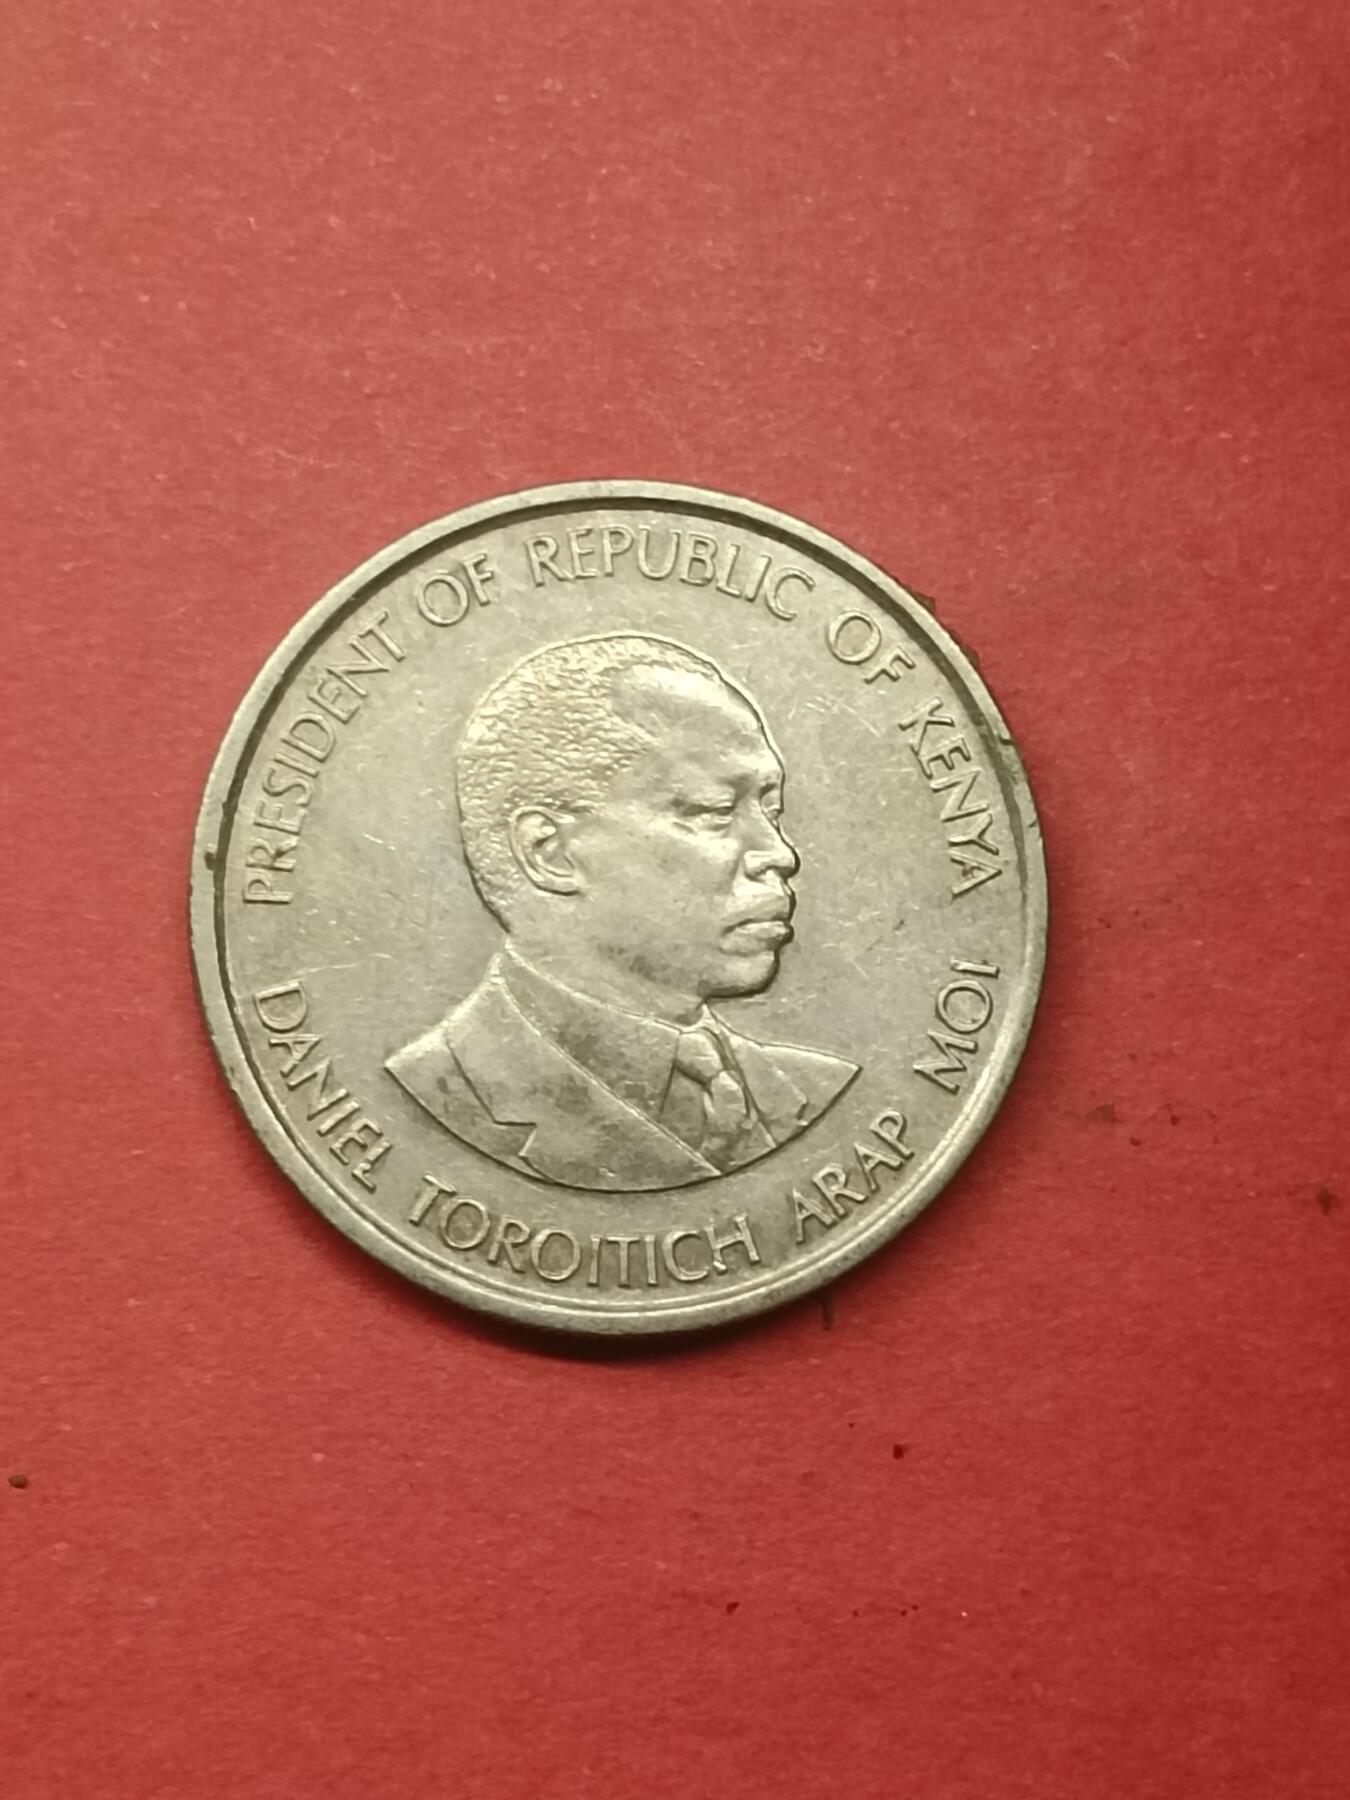 PRESIDENT OF REPUBLIC OF KENYA
DANIEL TOROITICH ARAP MOI